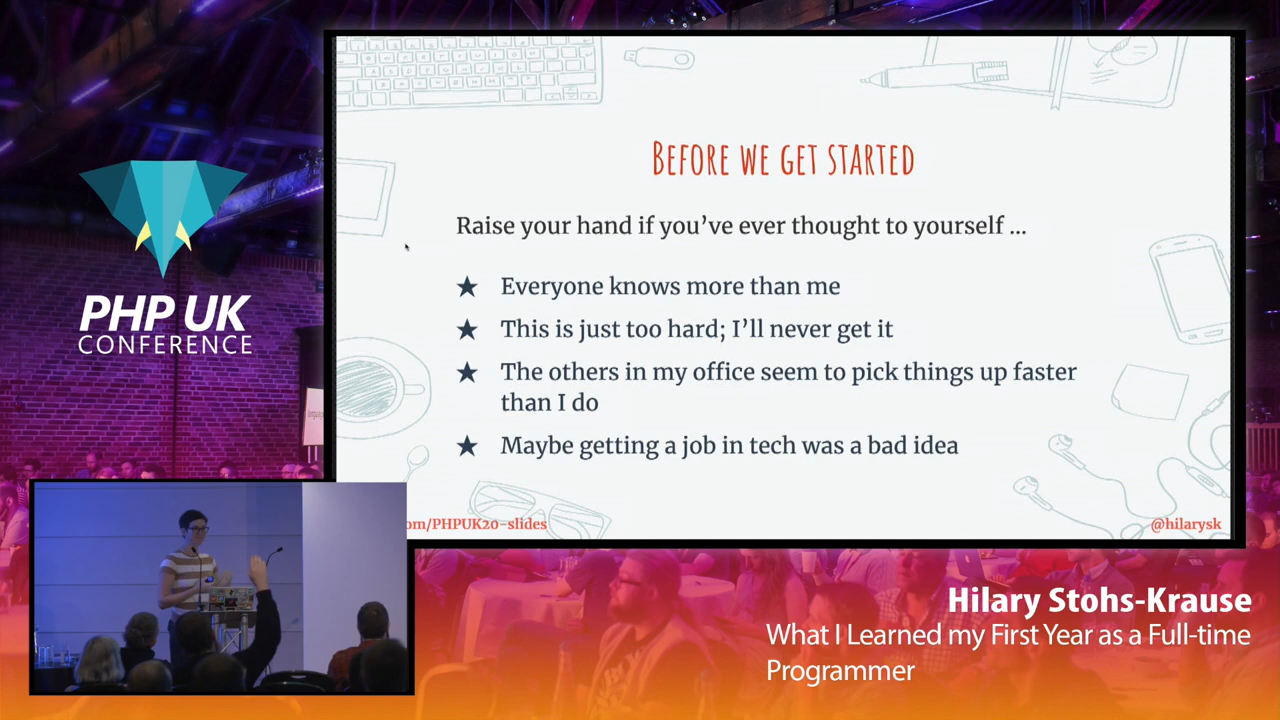 BEFORE WE GET STARTED
Raise your hand if you’ve ever thought to yourself ...
★ Everyone knows more than me
★ This is just too hard; I’ll never get it
★ The others in my office seem to pick things up faster
than I do
★ Maybe getting a job in tech was a bad idea
om/PHPUK20-slides
@hilarysk
PHP UK
CONFERENCE
Hilary Stohs-Krause
What I Learned my First Year as a Full-time
Programmer